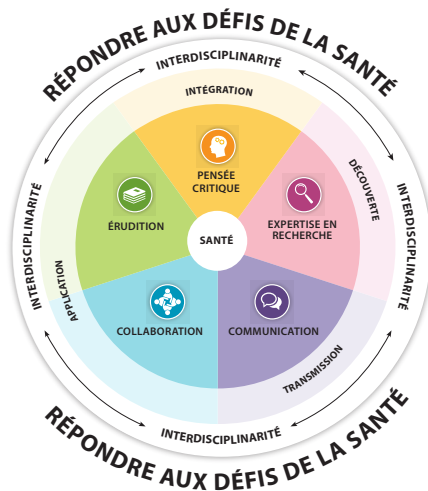 RÉPONDRE AUX DÉFIS DE LA SANTÉ
INTERDISCIPLINARITÉ
INTÉGRATION
PENSÉE
CRITIQUE
DÉCOUVERTE
INTERDISCIPLINARITÉ
INTERDISCIPLINARITÉ
ÉRUDITION
EXPERTISE EN
RECHERCHE
SANTÉ
APPLICATION
COLLABORATION
COMMUNICATION
TRANSMISSION
INTERDISCIPLINARITÉ
RÉPONDRE AUX DÉFIS DE LA SANTÉ